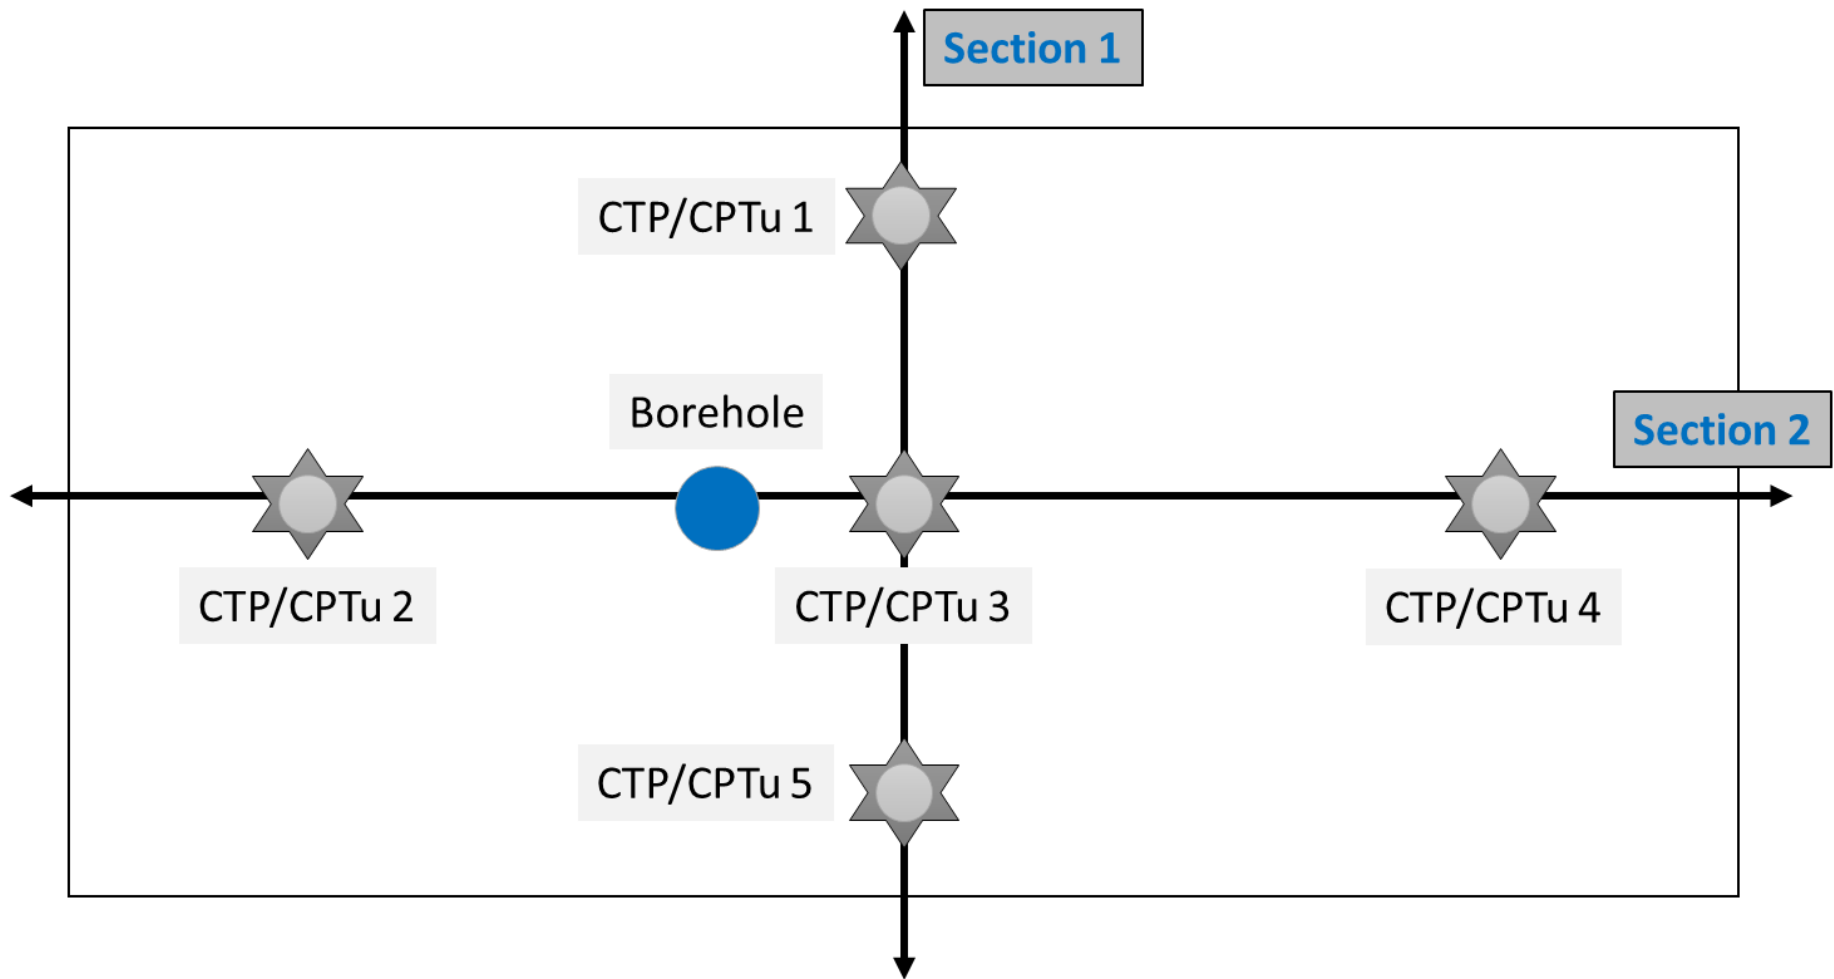 Section 1
CTP/CPTu 1
Borehole
Section 2
CTP/CPTu 2
CTP/CPTu 3
CTP/CPTu 4
CTP/CPTu 5